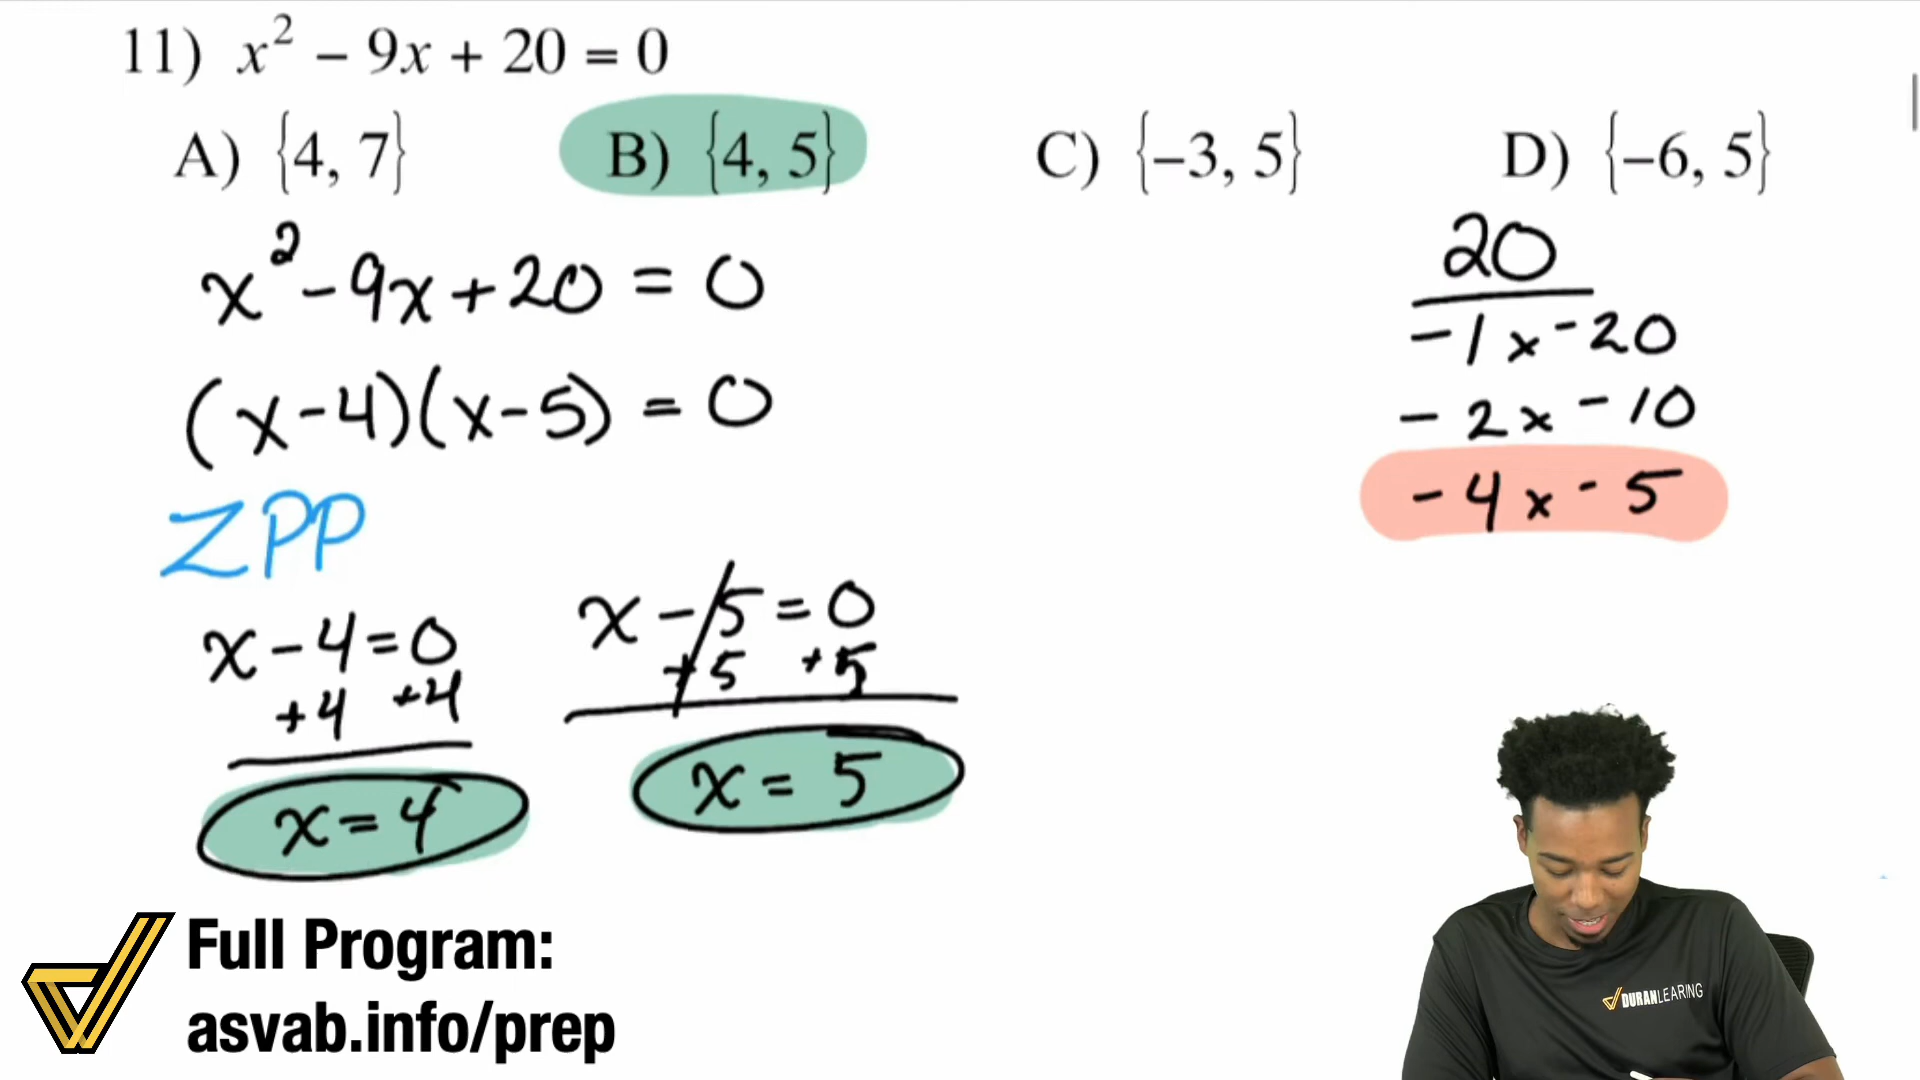 11) x² − 9x + 20 = 0
A) {4, 7} B) {4, 5} C) {−3, 5} D) {−6, 5}
x² - 9x + 20 = 0
(x - 4)(x - 5) = 0
ZPP
x - 4 = 0
+4 +4
x = 4
x - 5 = 0
+5 +5
x = 5
20
-1 x -20
-2 x -10
-4 x -5
Full Program:
asvab.info/prep
DURANLEARING